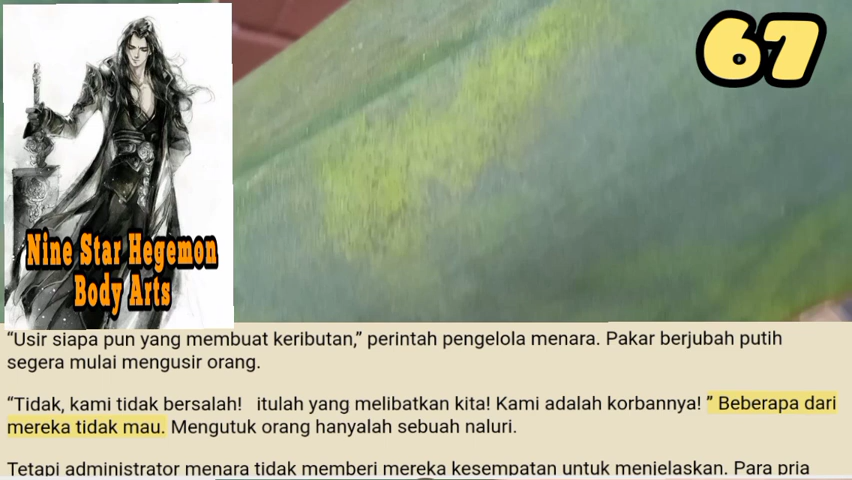 67
Nine Star Hegemon
Body Arts
“Usir siapa pun yang membuat keributan,” perintah pengelola menara. Pakar berjubah putih
segera mulai mengusir orang.
“Tidak, kami tidak bersalah! itulah yang melibatkan kita! Kami adalah korbannya! ” Beberapa dari
mereka tidak mau. Mengutuk orang hanyalah sebuah naluri.
Tetapi administrator menara tidak memberi mereka kesempatan untuk menjelaskan. Para pria